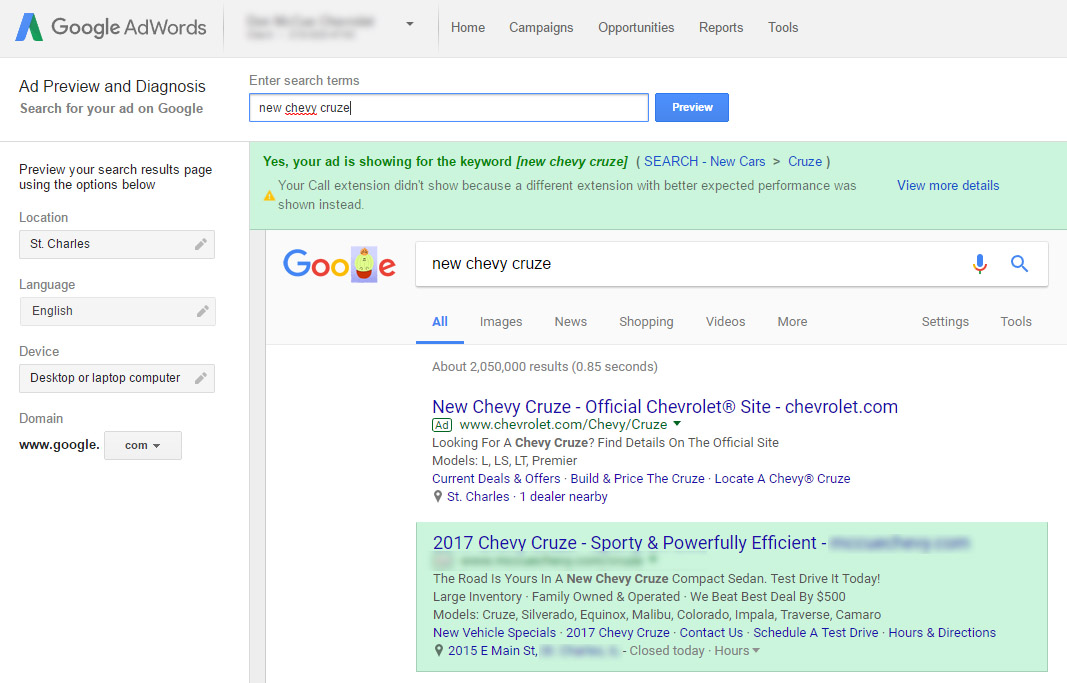 Google AdWords
Home Campaigns Opportunities Reports Tools
Ad Preview and Diagnosis
Search for your ad on Google
Enter search terms
new chevy cruze
Preview
Preview your search results page
using the options below
Location
St. Charles
Language
English
Device
Desktop or laptop computer
Domain
www.google. com
Yes, your ad is showing for the keyword [new chevy cruze] ( SEARCH - New Cars > Cruze )
Your Call extension didn't show because a different extension with better expected performance was
shown instead.
View more details
Google
new chevy cruze
All Images News Shopping Videos More Settings Tools
About 2,050,000 results (0.85 seconds)
New Chevy Cruze - Official Chevrolet® Site - chevrolet.com
Ad www.chevrolet.com/Chevy/Cruze
Looking For A Chevy Cruze? Find Details On The Official Site
Models: L, LS, LT, Premier
Current Deals & Offers · Build & Price The Cruze · Locate A Chevy® Cruze
St. Charles · 1 dealer nearby
2017 Chevy Cruze - Sporty & Powerfully Efficient -
The Road Is Yours In A New Chevy Cruze Compact Sedan. Test Drive It Today!
Large Inventory · Family Owned & Operated · We Beat Best Deal By $500
Models: Cruze, Silverado, Equinox, Malibu, Colorado, Impala, Traverse, Camaro
New Vehicle Specials · 2017 Chevy Cruze · Contact Us · Schedule A Test Drive · Hours & Directions
2015 E Main St, - Closed today · Hours